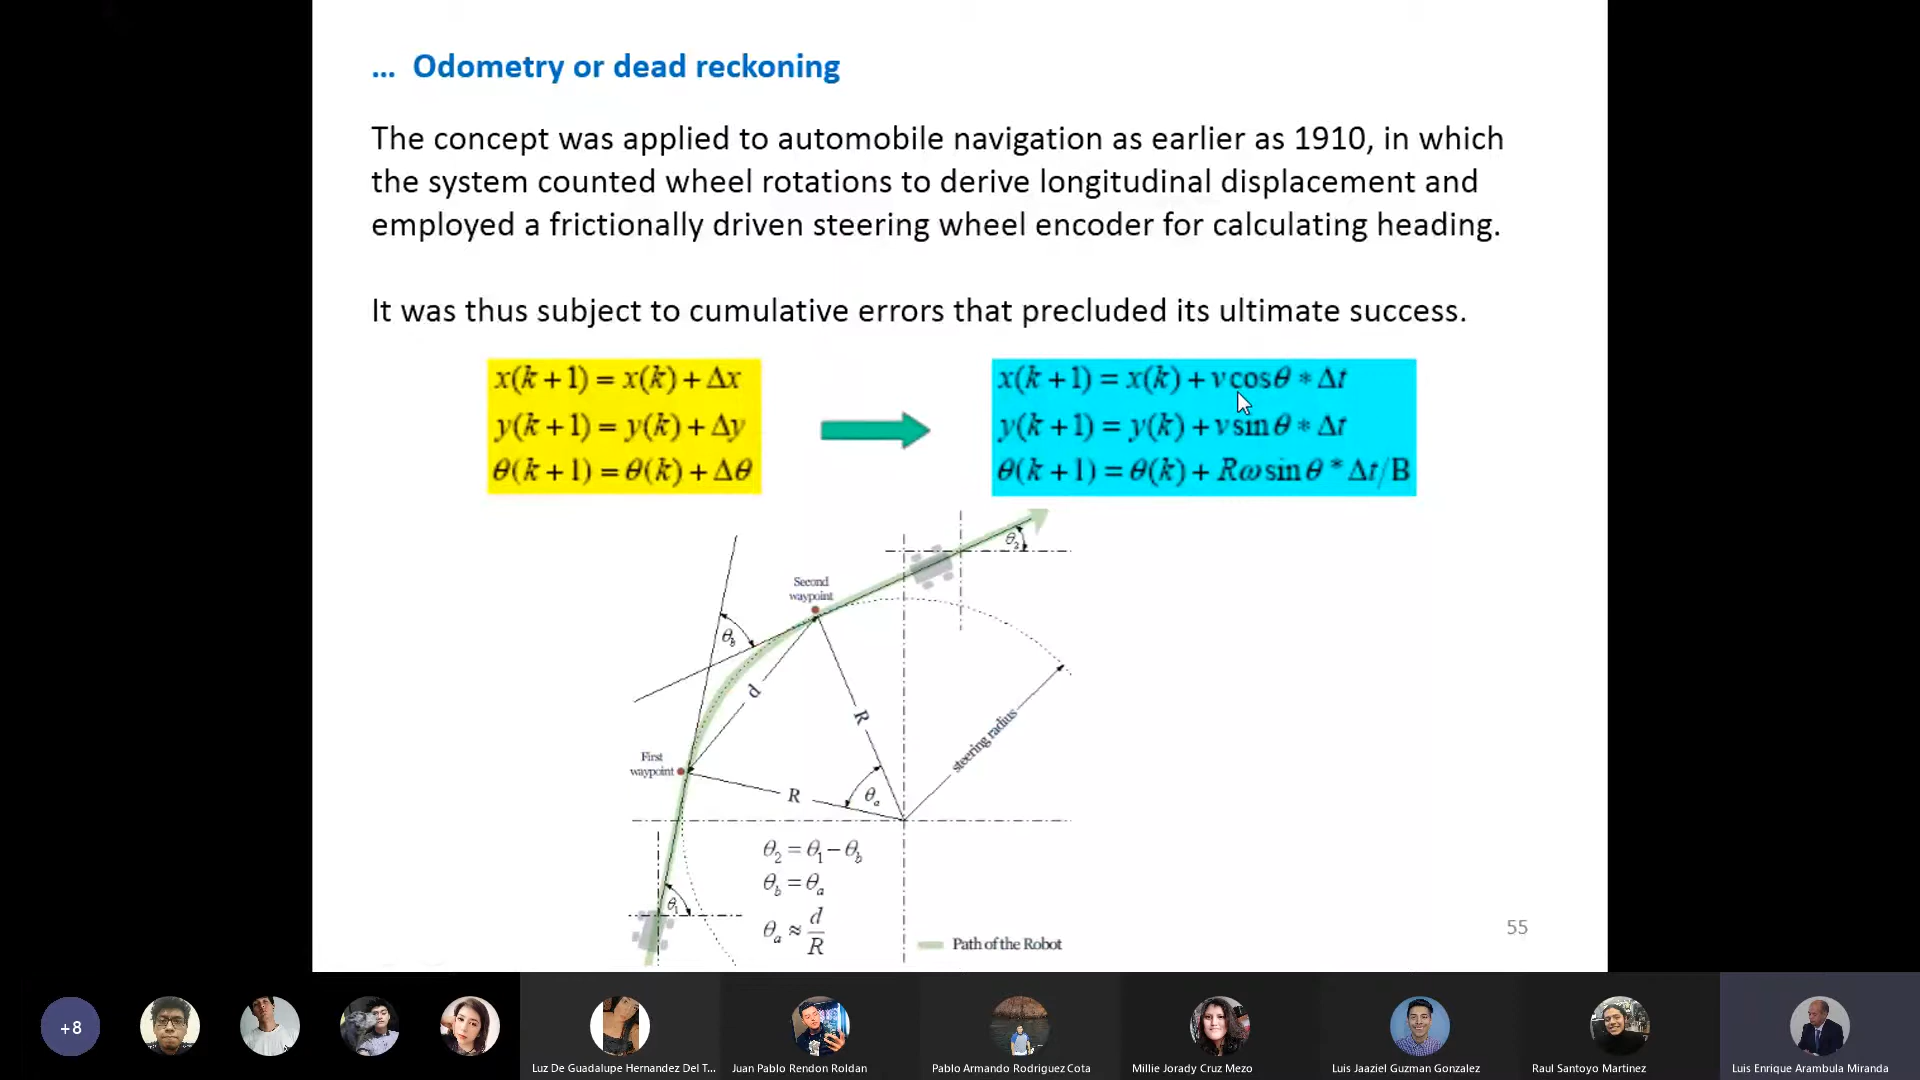 ... Odometry or dead reckoning
The concept was applied to automobile navigation as earlier as 1910, in which
the system counted wheel rotations to derive longitudinal displacement and
employed a frictionally driven steering wheel encoder for calculating heading.
It was thus subject to cumulative errors that precluded its ultimate success.
x(k+1) = x(k) + Δx
y(k+1) = y(k) + Δy
θ(k+1) = θ(k) + Δθ
x(k+1) = x(k) + v cosθ * Δt
y(k+1) = y(k) + v sinθ * Δt
θ(k+1) = θ(k) + Rω sinθ * Δt/B
θ₂
Second
waypoint
θb
d
R
steering radius
First
waypoint
R
θₐ
θ₂ = θ₁ − θb
θb = θₐ
θₐ ≈ d/R
θ₁
Path of the Robot
55
+8
Luz De Guadalupe Hernandez Del T...
Juan Pablo Rendon Roldan
Pablo Armando Rodriguez Cota
Millie Jorady Cruz Mezo
Luis Jaaziel Guzman Gonzalez
Raul Santoyo Martinez
Luis Enrique Arambula Miranda